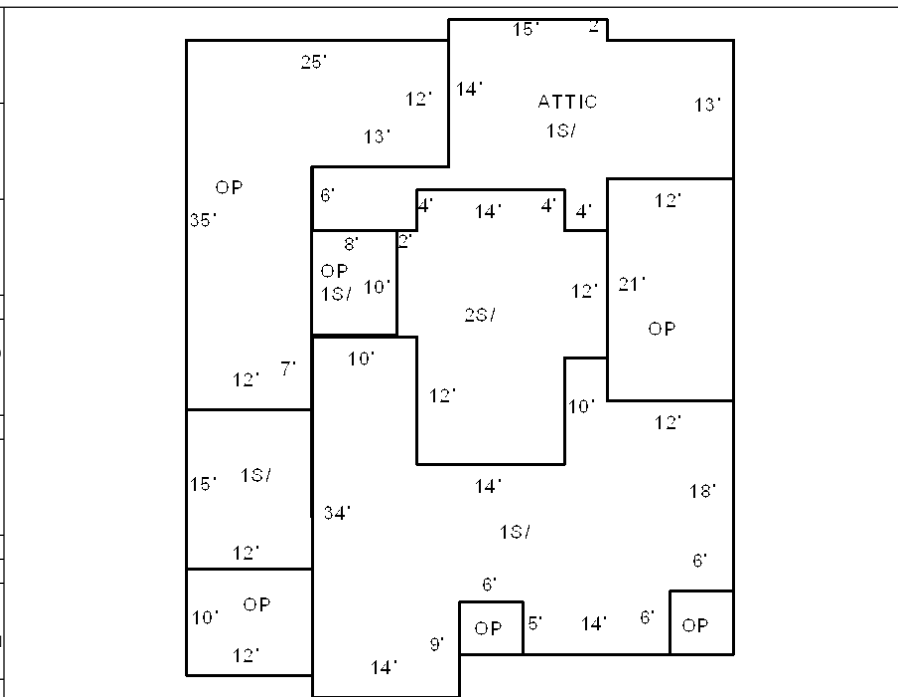 15' 2'
25'
14' ATTIC 13'
12'
1S/
13'
OP 6' 12'
4' 14' 4' 4'
35'
8' 2'
OP 10' 12' 21'
1S/
2S/ OP
7'
10'
12'
12' 10'
12'
15' 1S/ 14' 18'
34'
1S/
12'
6' 6'
10' OP
OP 5' 14' 6' OP
9'
12'
14'